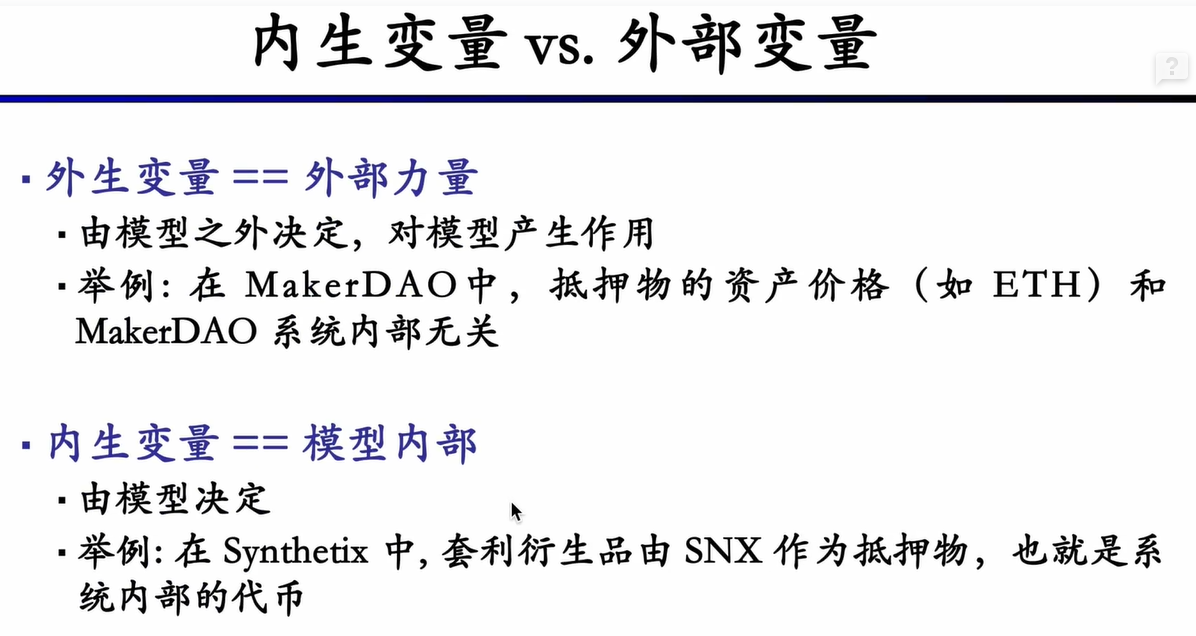 内生变量 vs. 外部变量
?
▪ 外生变量 == 外部力量
▪ 由模型之外决定，对模型产生作用
▪ 举例: 在 MakerDAO中，抵押物的资产价格（如 ETH）和
MakerDAO 系统内部无关
▪ 内生变量 == 模型内部
▪ 由模型决定
▪ 举例: 在 Synthetix 中, 套利衍生品由 SNX 作为抵押物，也就是系
统内部的代币